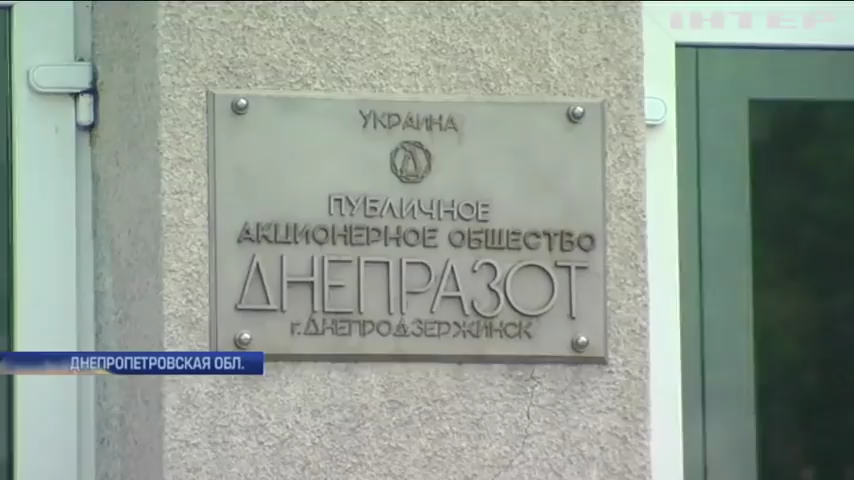 ІНТЕР
УКРАИНА
ПУБЛИЧНОЕ
АКЦИОНЕРНОЕ ОБЩЕСТВО
ДНЕПРАЗОТ
г. ДНЕПРОДЗЕРЖИНСК
ДНЕПРОПЕТРОВСКАЯ ОБЛ.